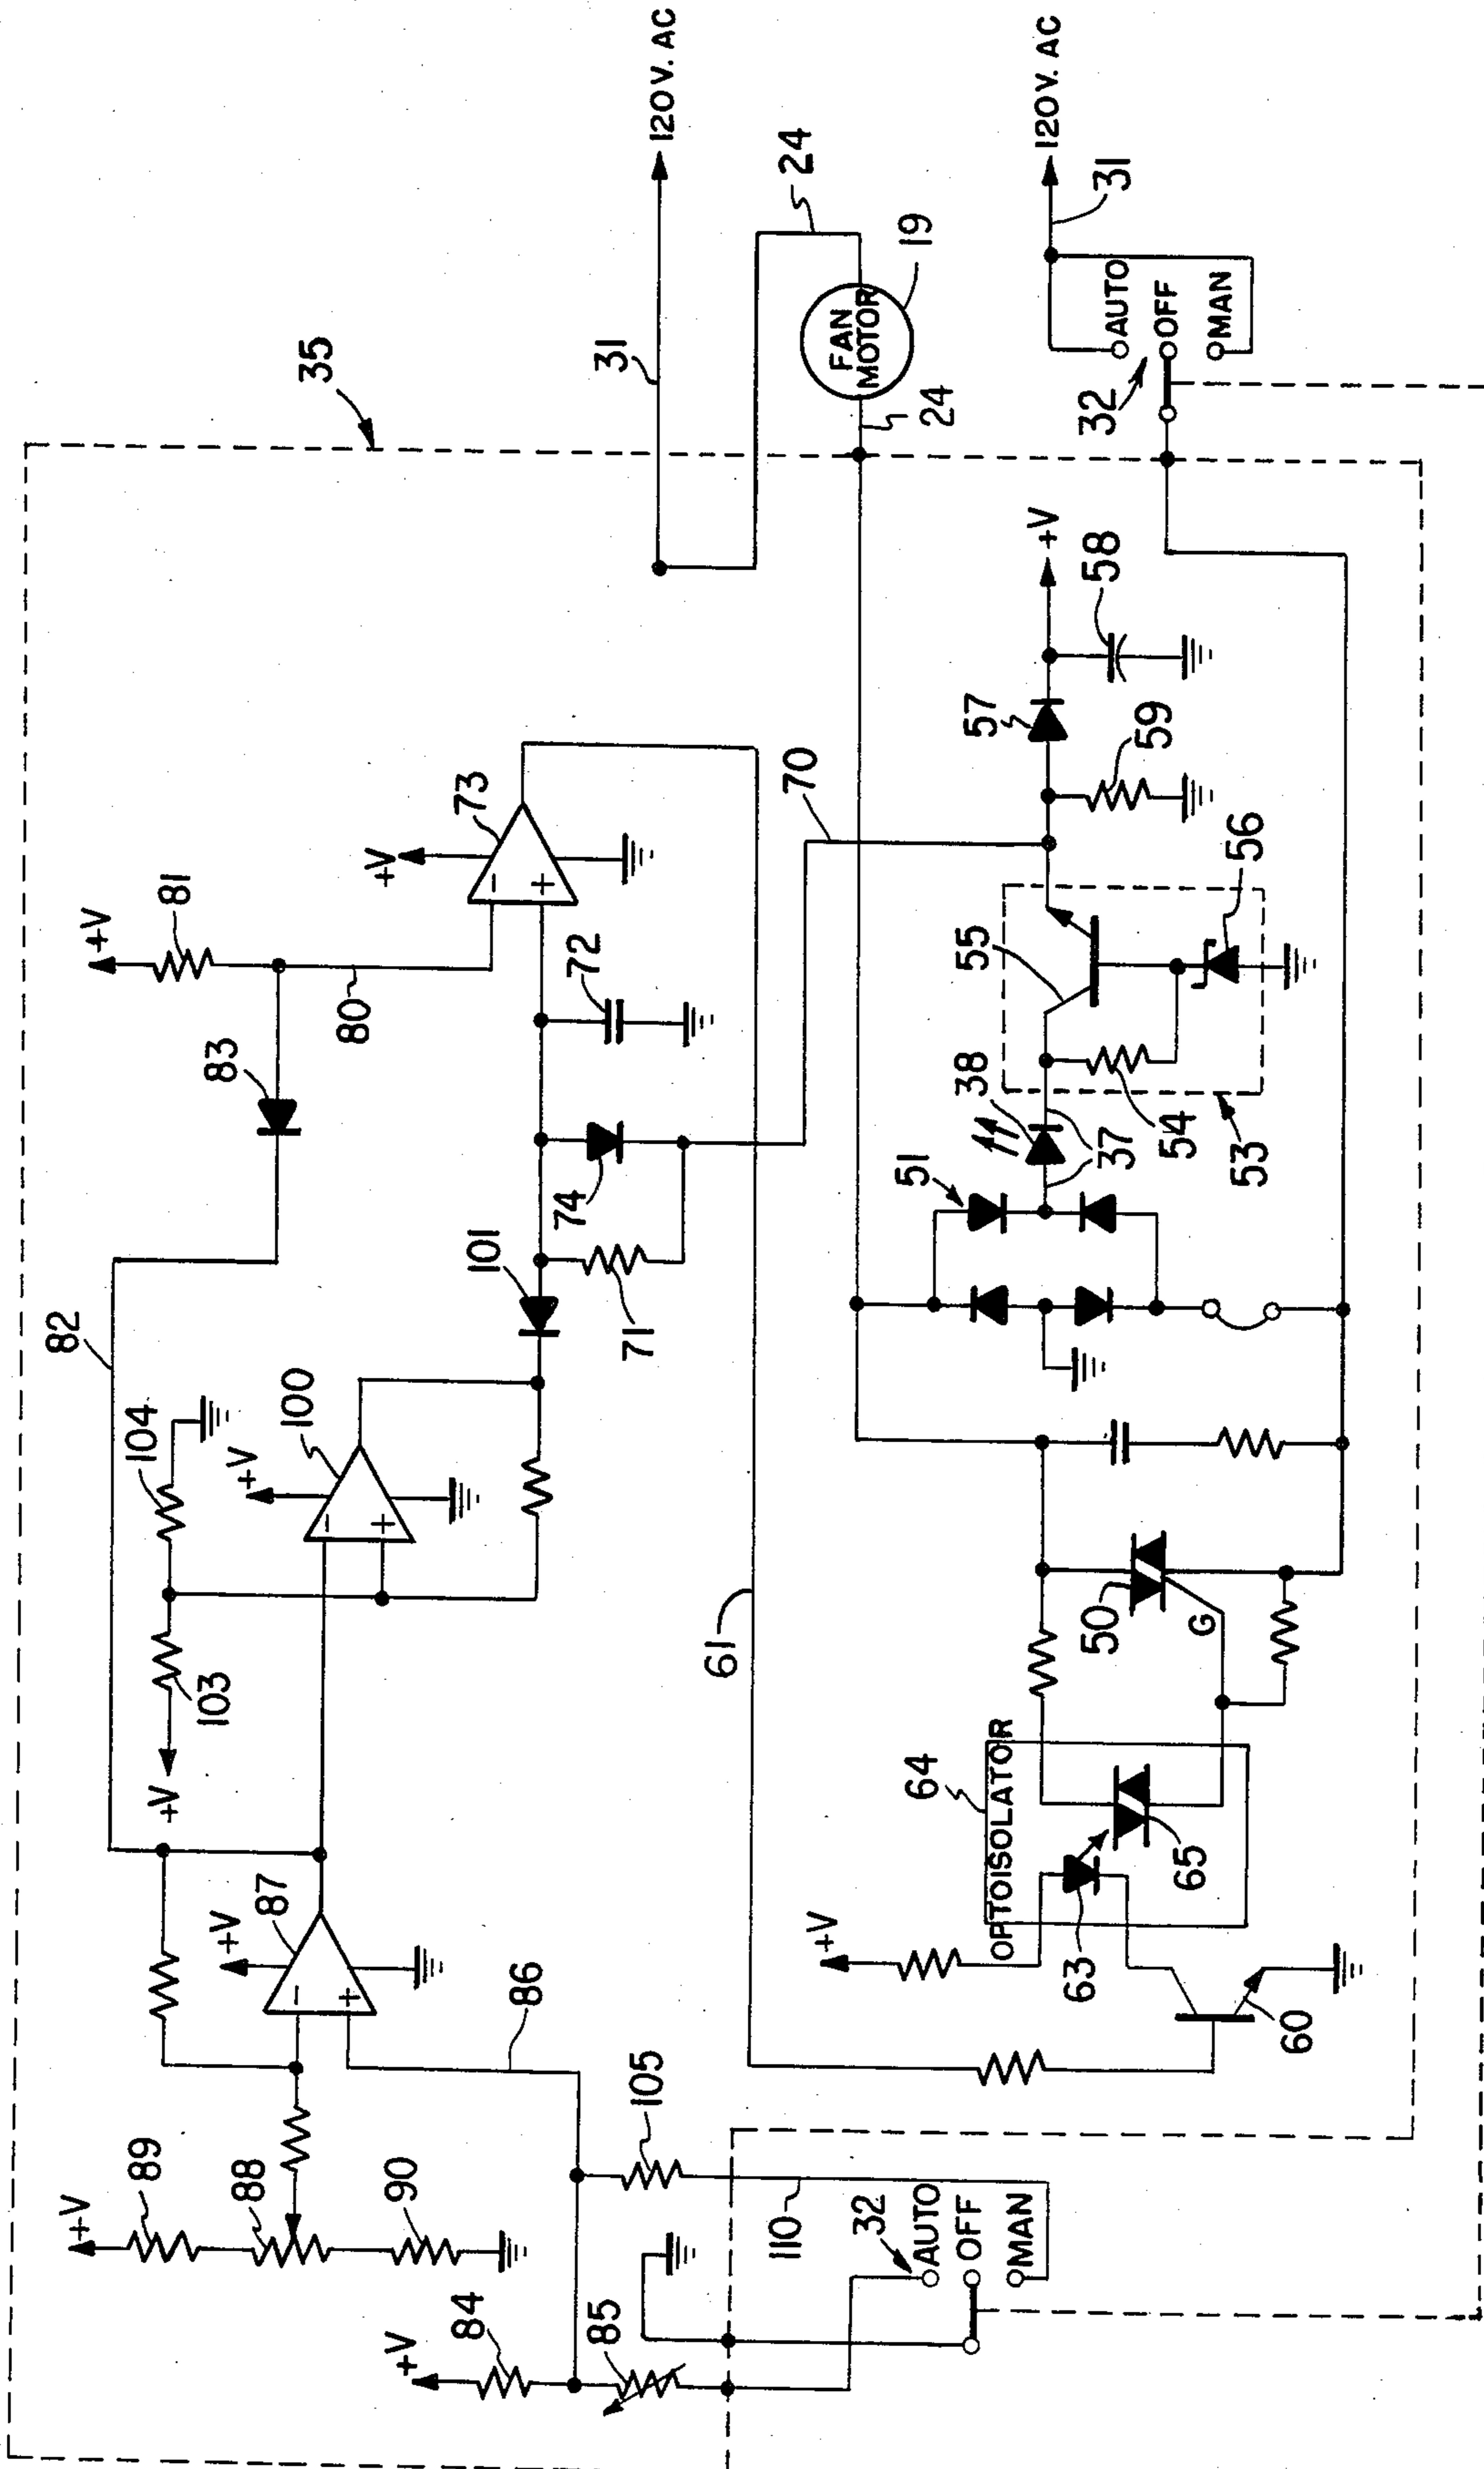 35
82
104
100
+V
103
+V
83
+V
81
80
+V
73
72
101
74
71
87
+V
86
89
+V
88
90
+V
84
85
105
110
32
AUTO
OFF
MAN
61
70
31
120V. AC
24
FAN
MOTOR
19
24
31
120V. AC
AUTO
OFF
MAN
32
+V
58
57
59
55
56
38
37
54
53
51
50
G
64
OPTOISOLATOR
65
63
+V
60
-
+
-
+
-
+